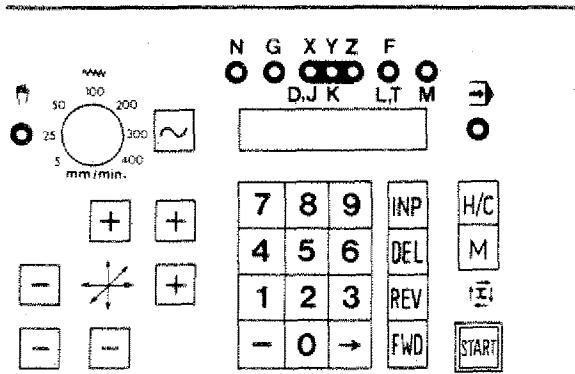 N G X Y Z F
D,J K L,T M
50 100 200
25 300
5 400
mm/min.
+ +
- +
- -
7 8 9 INP H/C
4 5 6 DEL M
1 2 3 REV
- 0 → FWD START